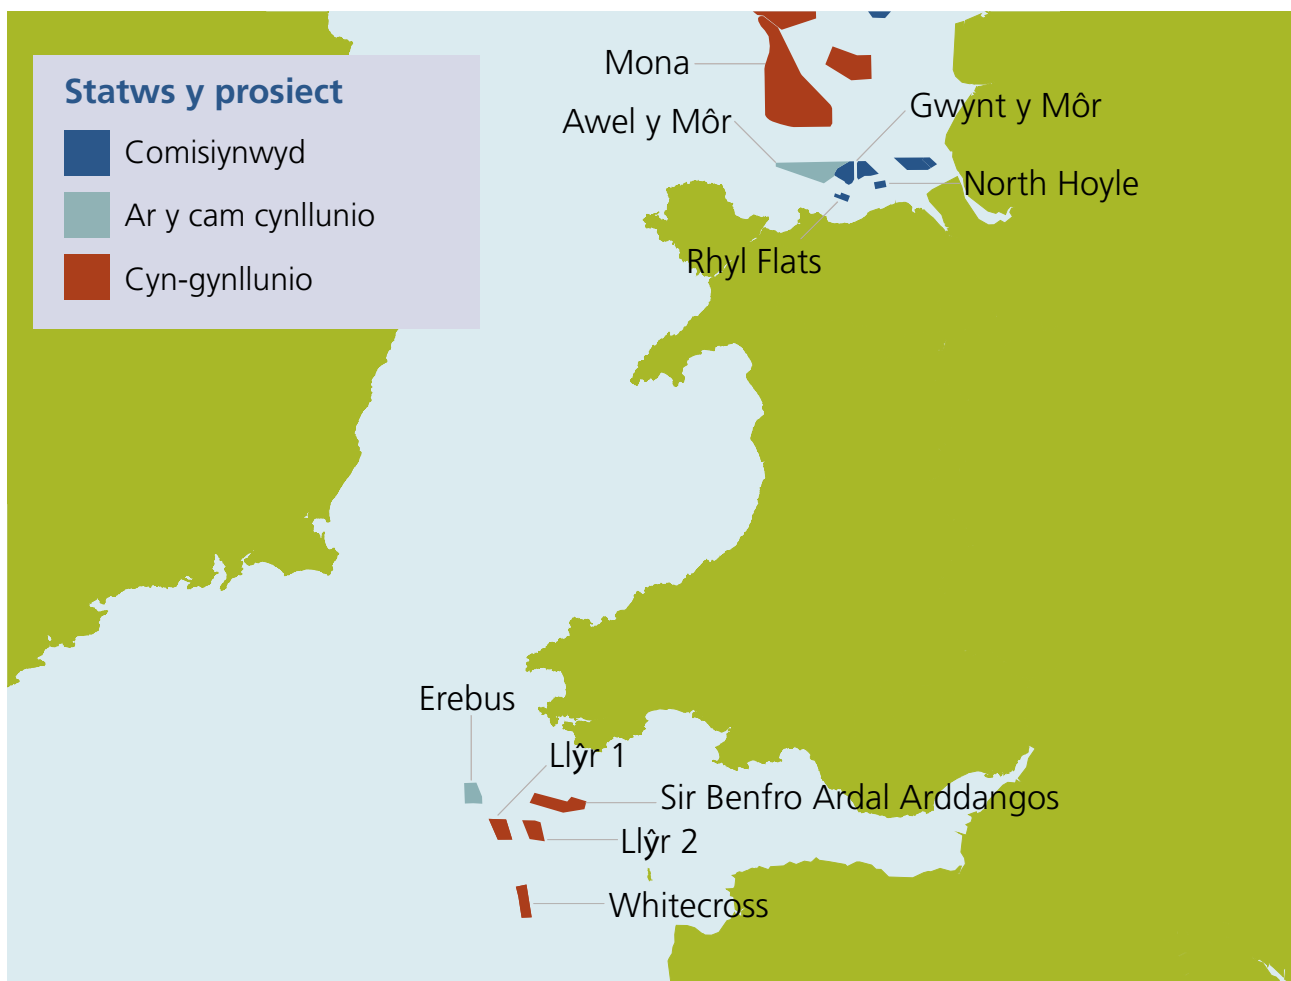 Statws y prosiect
Comisiynwyd
Ar y cam cynllunio
Cyn-gynllunio
Mona
Awel y Môr
Gwynt y Môr
North Hoyle
Rhyl Flats
Erebus
Llŷr 1
Sir Benfro Ardal Arddangos
Llŷr 2
Whitecross